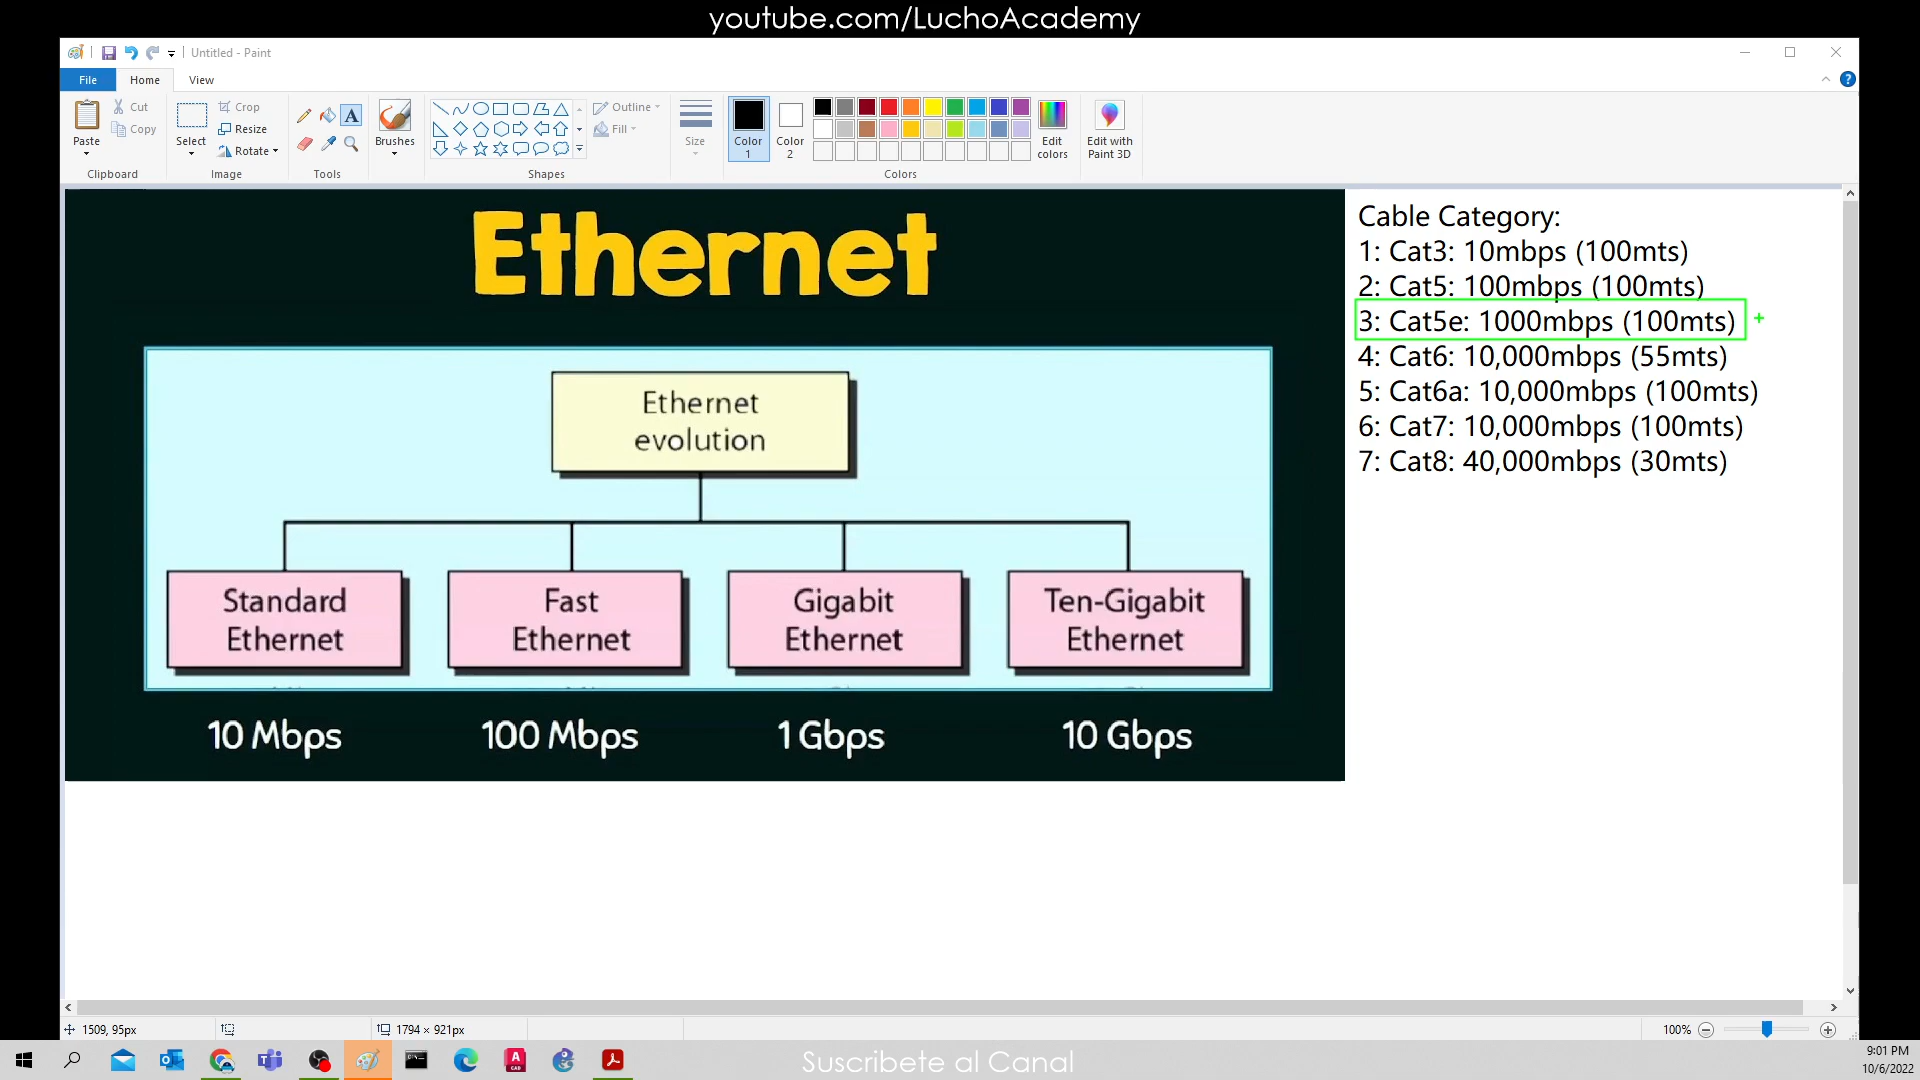 youtube.com/LuchoAcademy
Untitled - Paint
File
Home
View
Paste
Cut
Copy
Clipboard
Select
Crop
Resize
Rotate
Image
A
Tools
Brushes
Outline
Fill
Shapes
Size
Color 1
Color 2
Edit colors
Colors
Edit with Paint 3D
Ethernet
Ethernet
evolution
Standard
Ethernet
Fast
Ethernet
Gigabit
Ethernet
Ten-Gigabit
Ethernet
10 Mbps
100 Mbps
1 Gbps
10 Gbps
Cable Category:
1: Cat3: 10mbps (100mts)
2: Cat5: 100mbps (100mts)
3: Cat5e: 1000mbps (100mts)
4: Cat6: 10,000mbps (55mts)
5: Cat6a: 10,000mbps (100mts)
6: Cat7: 10,000mbps (100mts)
7: Cat8: 40,000mbps (30mts)
1509, 95px
1794 × 921px
100%
Suscribete al Canal
9:01 PM
10/6/2022